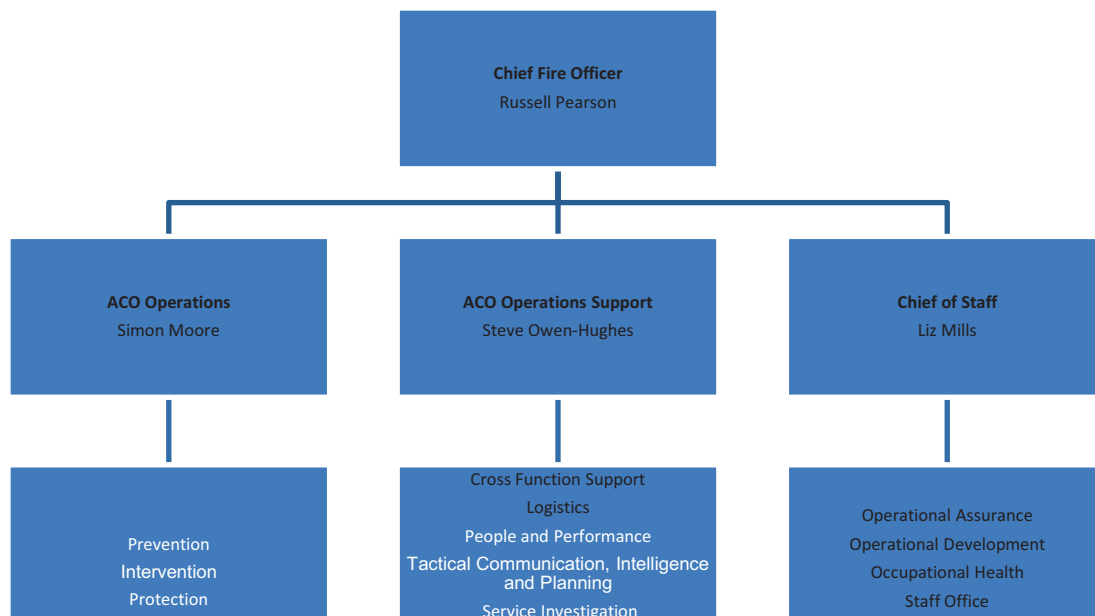 Chief Fire Officer
Russell Pearson
ACO Operations
Simon Moore
ACO Operations Support
Steve Owen-Hughes
Chief of Staff
Liz Mills
Prevention
Intervention
Protection
Cross Function Support
Logistics
People and Performance
Tactical Communication, Intelligence
and Planning
Service Investigation
Operational Assurance
Operational Development
Occupational Health
Staff Office